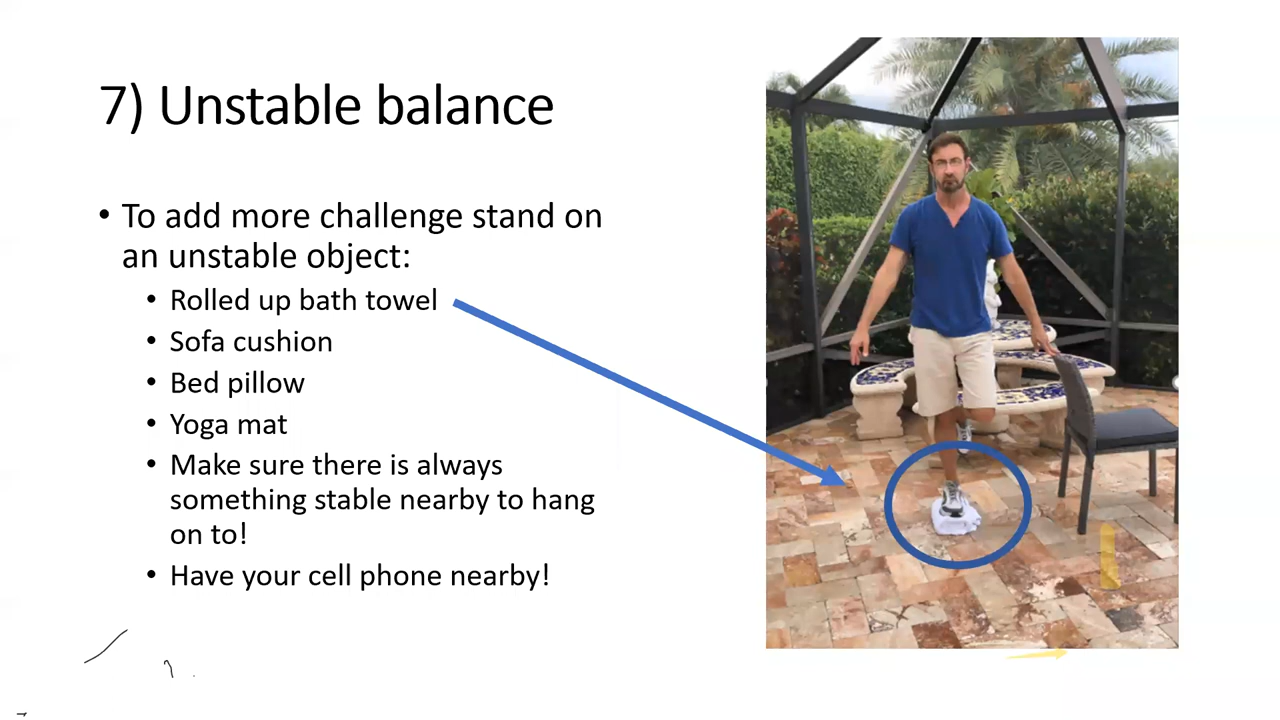 7) Unstable balance
• To add more challenge stand on
an unstable object:
• Rolled up bath towel
• Sofa cushion
• Bed pillow
• Yoga mat
• Make sure there is always
something stable nearby to hang
on to!
• Have your cell phone nearby!